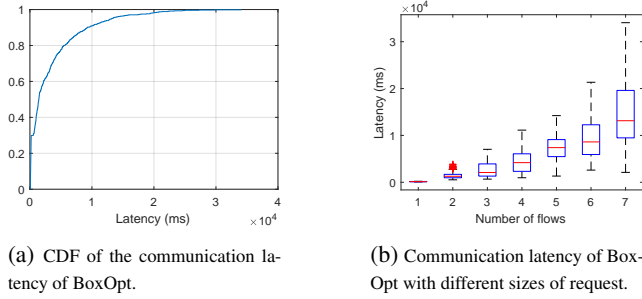 1
0.8
0.6
0.4
0.2
0
0 1 2 3 4
Latency (ms) ×10⁴
(a) CDF of the communication la-
tency of BoxOpt.
×10⁴
3
2
1
0
Latency (ms)
1 2 3 4 5 6 7
Number of flows
(b) Communication latency of Box-
Opt with different sizes of request.